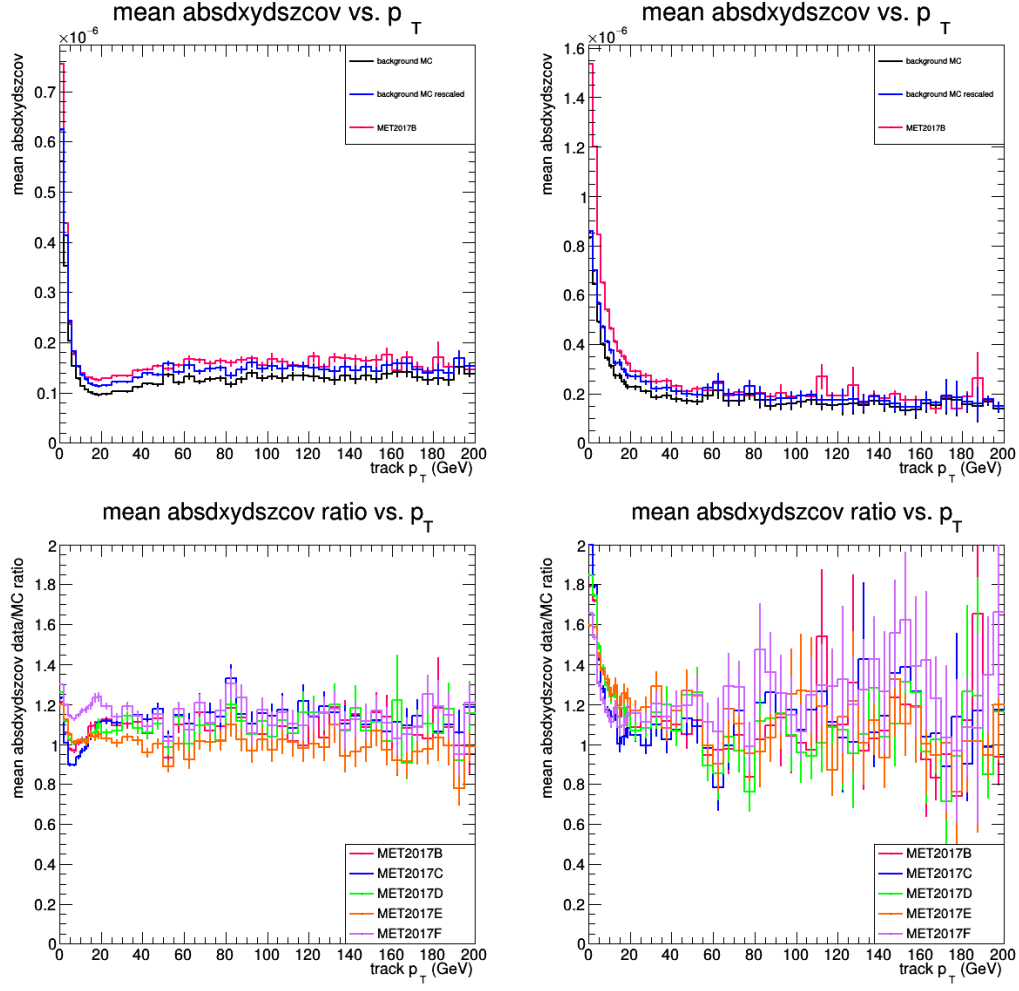 mean absdxydszcov vs. p_T
×10⁻⁶
mean absdxydszcov
0.7
0.6
0.5
0.4
0.3
0.2
0.1
0
background MC
background MC rescaled
MET2017B
0 20 40 60 80 100 120 140 160 180 200
track p_T (GeV)
mean absdxydszcov vs. p_T
×10⁻⁶
mean absdxydszcov
1.6
1.4
1.2
1
0.8
0.6
0.4
0.2
0
background MC
background MC rescaled
MET2017B
0 20 40 60 80 100 120 140 160 180 200
track p_T (GeV)
mean absdxydszcov ratio vs. p_T
mean absdxydszcov data/MC ratio
2
1.8
1.6
1.4
1.2
1
0.8
0.6
0.4
0.2
0
MET2017B
MET2017C
MET2017D
MET2017E
MET2017F
0 20 40 60 80 100 120 140 160 180 200
track p_T (GeV)
mean absdxydszcov ratio vs. p_T
mean absdxydszcov data/MC ratio
2
1.8
1.6
1.4
1.2
1
0.8
0.6
0.4
0.2
0
MET2017B
MET2017C
MET2017D
MET2017E
MET2017F
0 20 40 60 80 100 120 140 160 180 200
track p_T (GeV)